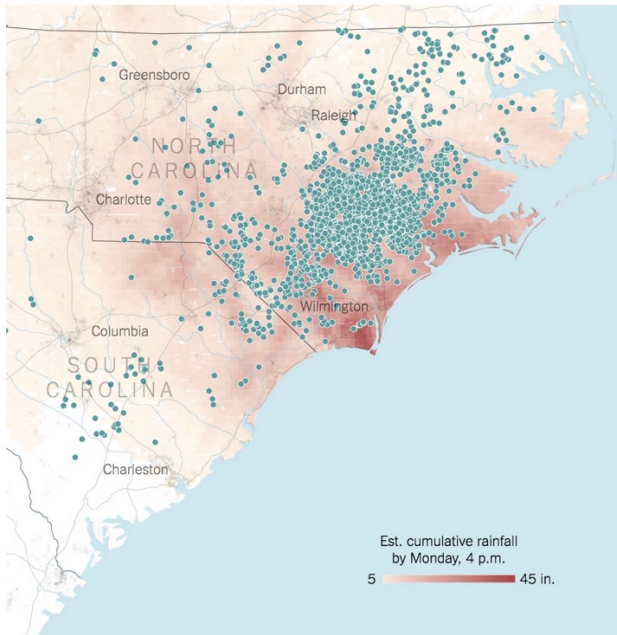 Greensboro
Durham
Raleigh
NORTH
CAROLINA
Charlotte
Wilmington
Columbia
SOUTH
CAROLINA
Charleston
Est. cumulative rainfall
by Monday, 4 p.m.
5 45 in.